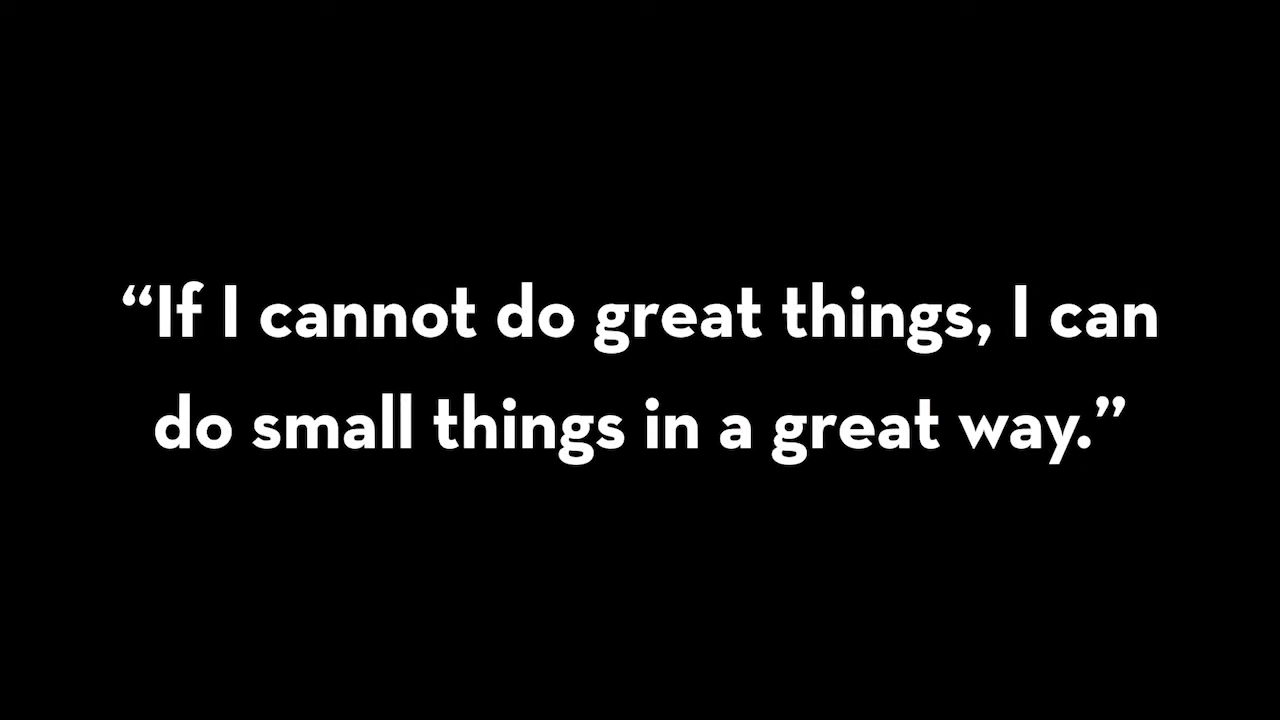 “If I cannot do great things, I can
do small things in a great way.”